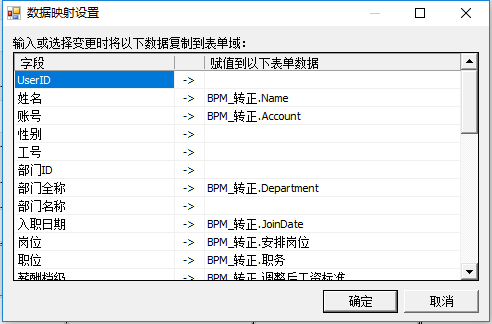 数据映射设置
输入或选择变更时将以下数据复制到表单域：
字段 赋值到以下表单数据
UserID ->
姓名 -> BPM_转正.Name
账号 -> BPM_转正.Account
性别 ->
工号 ->
部门ID ->
部门全称 -> BPM_转正.Department
部门名称 ->
入职日期 -> BPM_转正.JoinDate
岗位 -> BPM_转正.安排岗位
职位 -> BPM_转正.职务
薪酬档级 -> BPM_转正.调整后工资标准
确定 取消